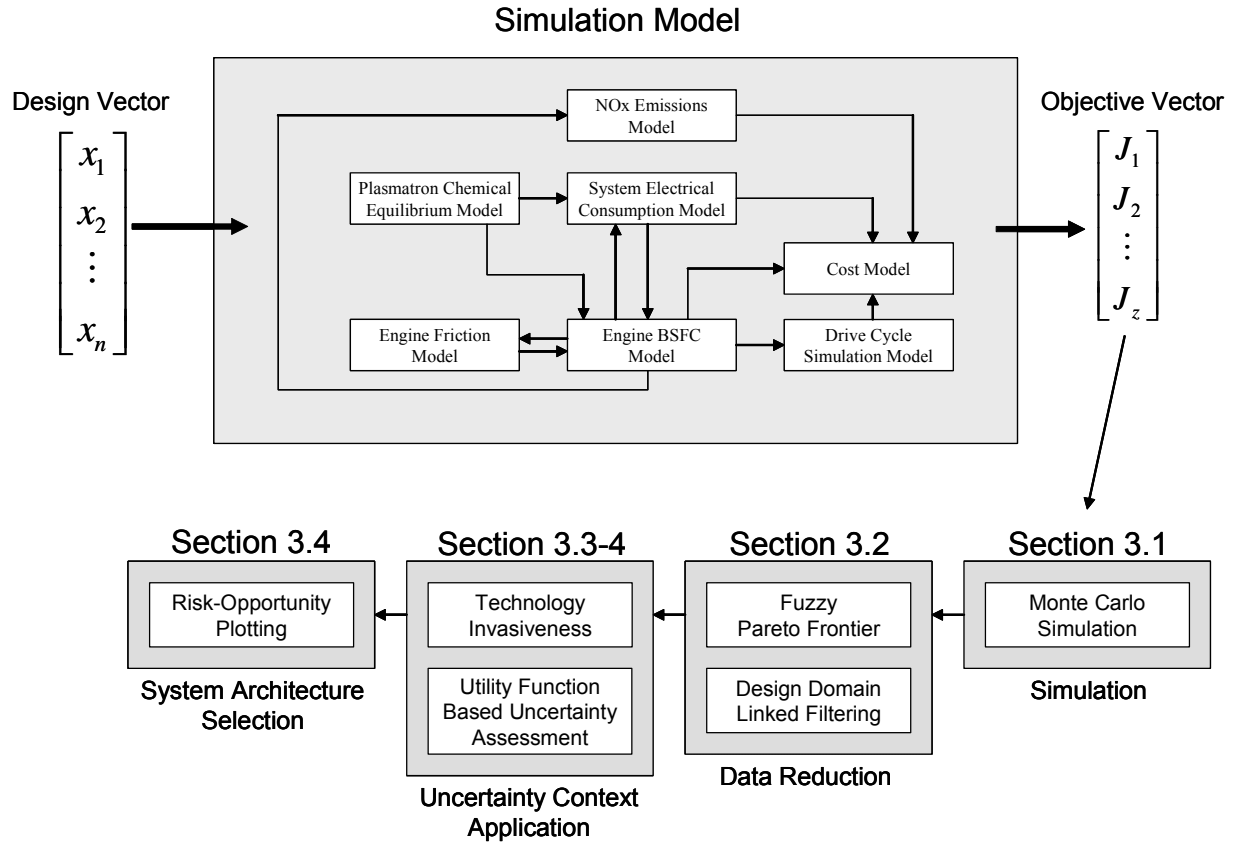 Simulation Model
Design Vector
Objective Vector
x1
x2
⋮
xn
NOx Emissions
Model
Plasmatron Chemical
Equilibrium Model
System Electrical
Consumption Model
Cost Model
Engine Friction
Model
Engine BSFC
Model
Drive Cycle
Simulation Model
J1
J2
⋮
Jz
Section 3.4
Risk-Opportunity
Plotting
System Architecture
Selection
Section 3.3-4
Technology
Invasiveness
Utility Function
Based Uncertainty
Assessment
Uncertainty Context
Application
Section 3.2
Fuzzy
Pareto Frontier
Design Domain
Linked Filtering
Data Reduction
Section 3.1
Monte Carlo
Simulation
Simulation